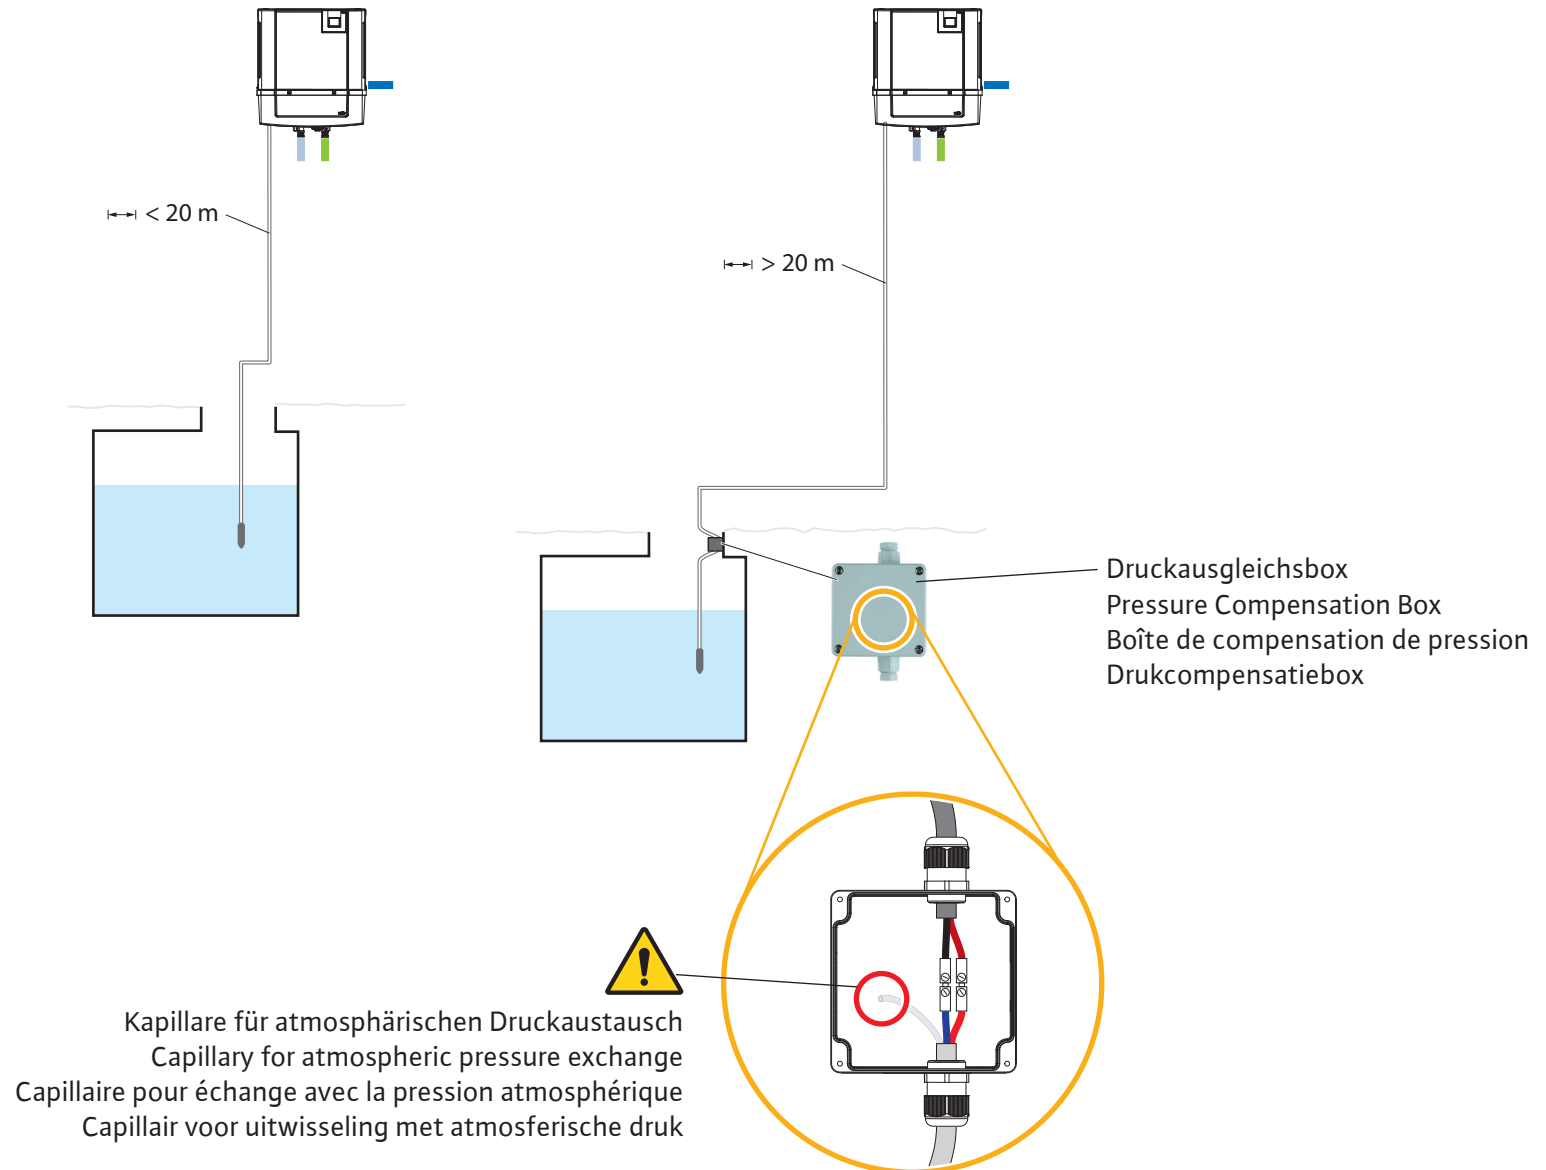 < 20 m
> 20 m
Druckausgleichsbox
Pressure Compensation Box
Boîte de compensation de pression
Drukcompensatiebox
Kapillare für atmosphärischen Druckaustausch
Capillary for atmospheric pressure exchange
Capillaire pour échange avec la pression atmosphérique
Capillair voor uitwisseling met atmosferische druk